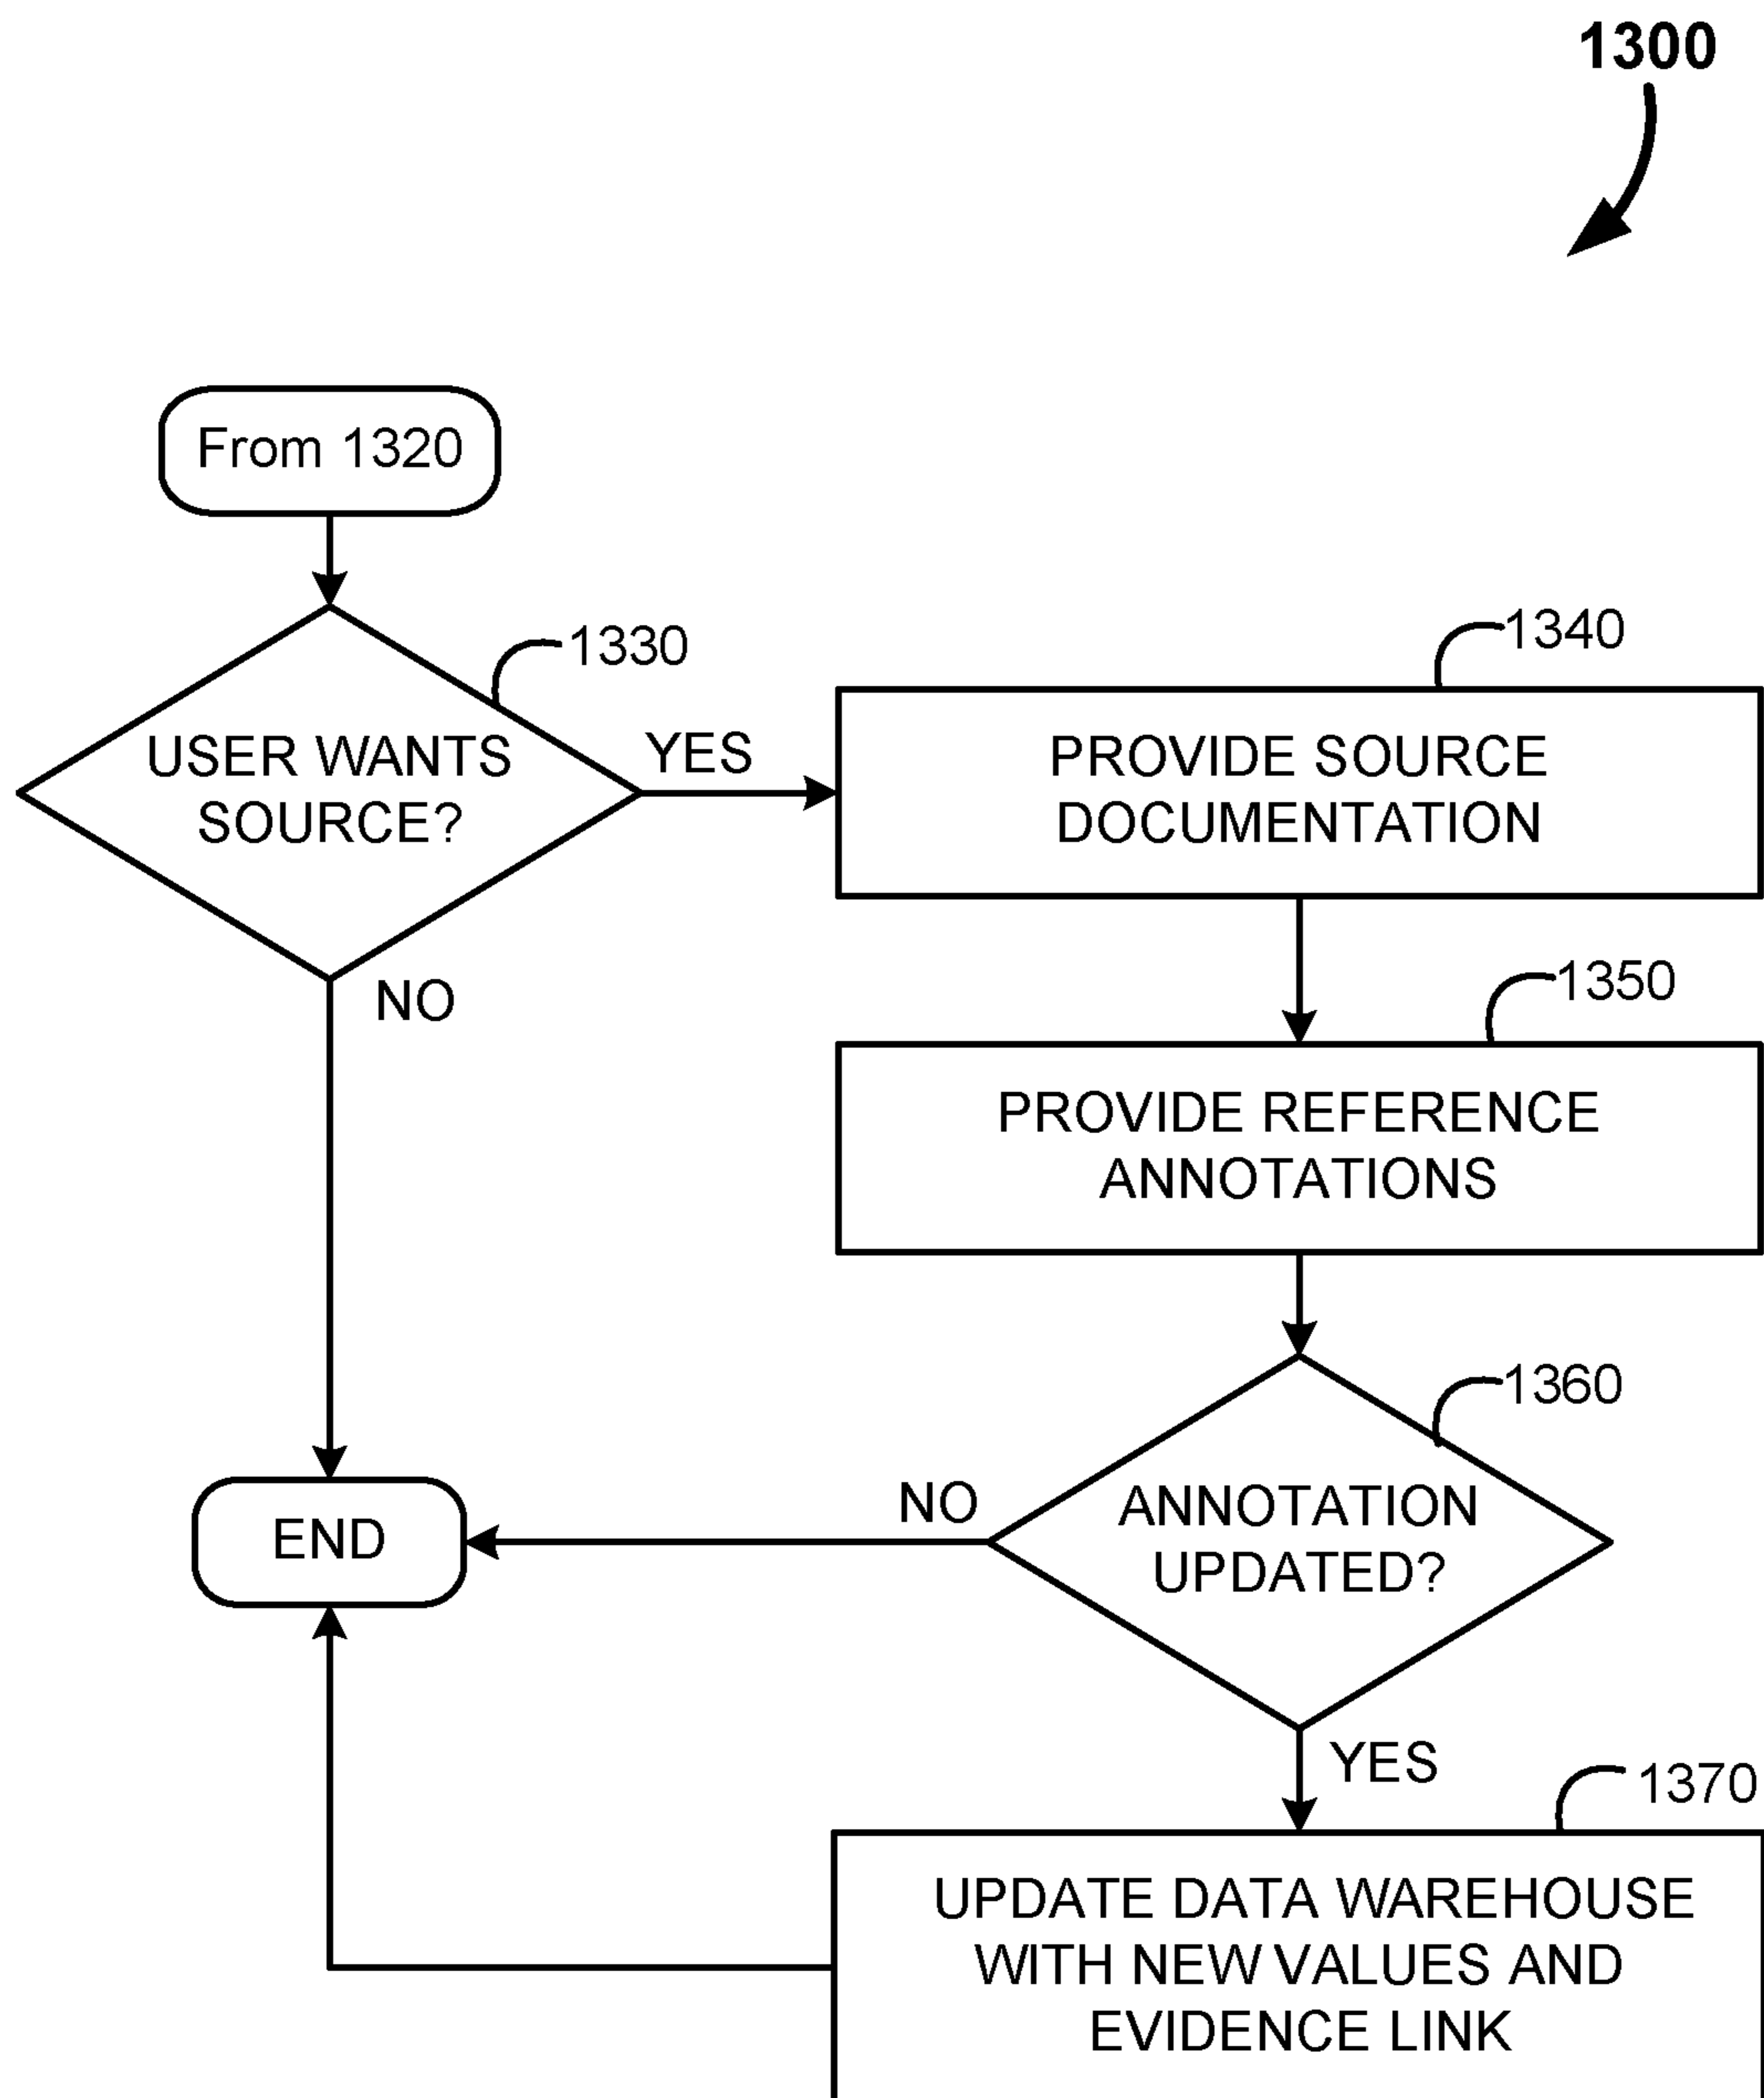 1300
From 1320
1330
USER WANTS
SOURCE?
YES
NO
1340
PROVIDE SOURCE
DOCUMENTATION
1350
PROVIDE REFERENCE
ANNOTATIONS
1360
ANNOTATION
UPDATED?
NO
END
YES
1370
UPDATE DATA WAREHOUSE
WITH NEW VALUES AND
EVIDENCE LINK